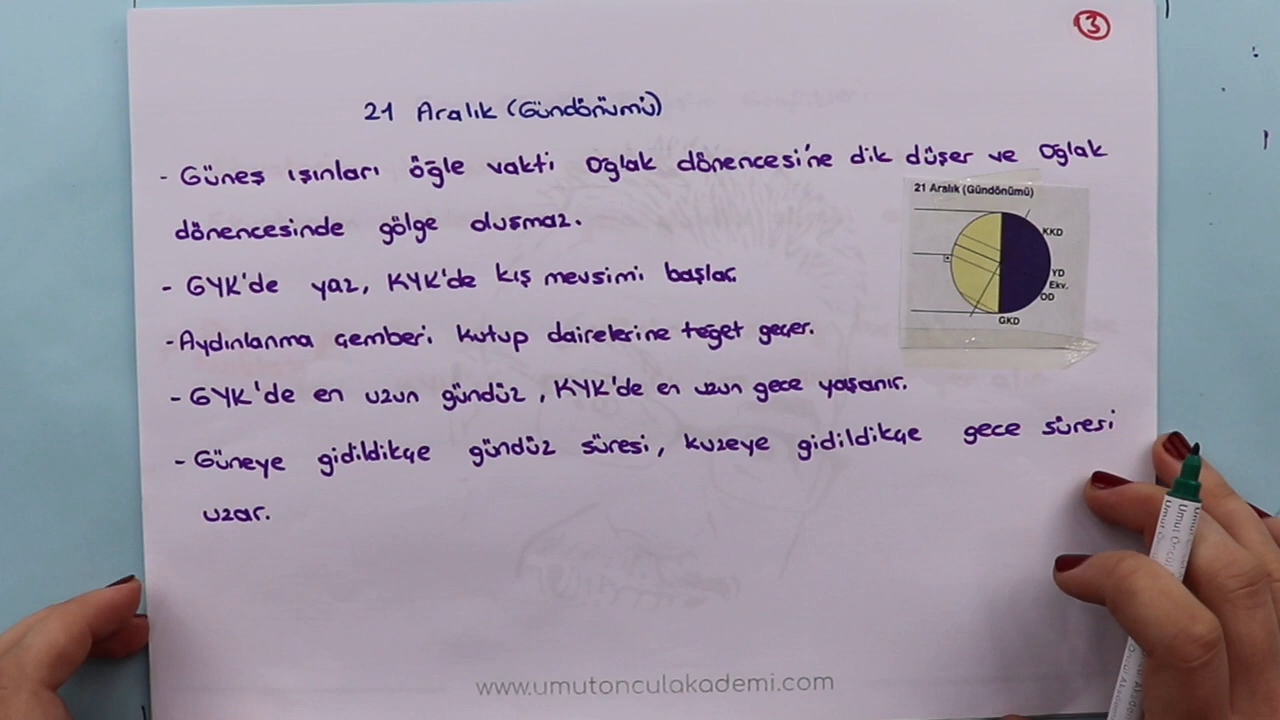 3
21 Aralık (Gündönümü)
- Güneş ışınları öğle vakti Oğlak dönencesi'ne dik düşer ve Oğlak
dönencesinde gölge oluşmaz.
- GYK'de yaz, KYK'de kış mevsimi başlar.
- Aydınlanma çemberi kutup dairelerine teğet geçer.
- GYK'de en uzun gündüz, KYK'de en uzun gece yaşanır.
- Güneye gidildikçe gündüz süresi, kuzeye gidildikçe gece süresi
uzar.
21 Aralık (Gündönümü)
KKD
YD
Ekv.
OD
GKD
www.umutonculakademi.com